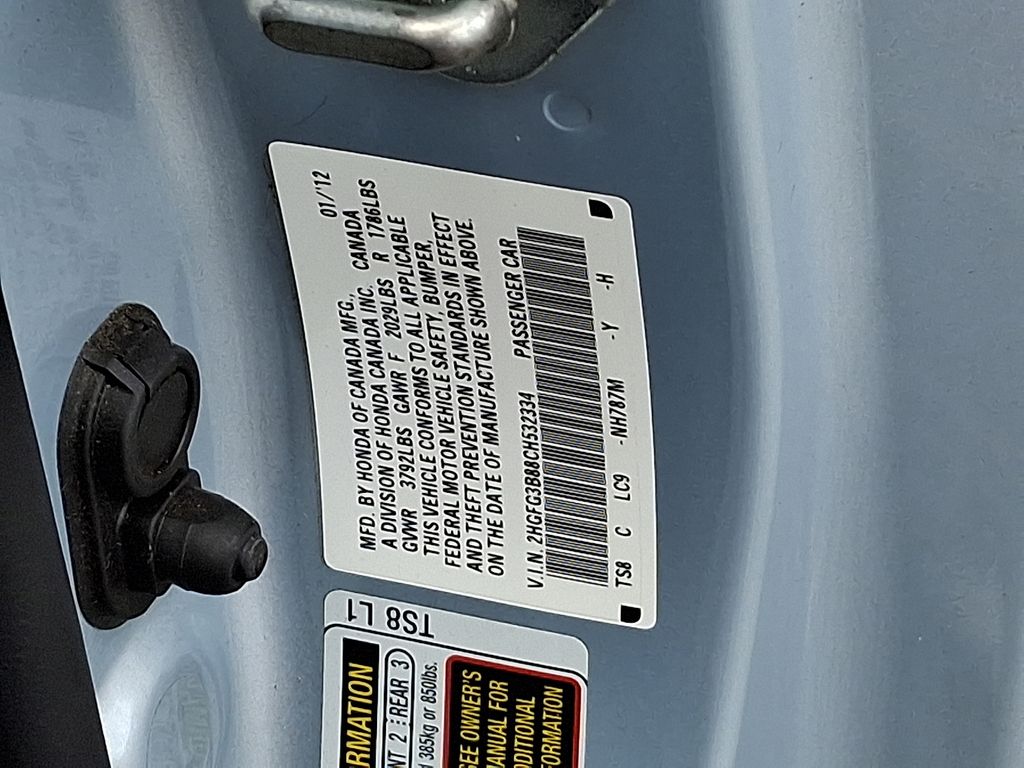 01/'12
MFD. BY HONDA OF CANADA MFG.,
A DIVISION OF HONDA CANADA INC. CANADA
GVWR 3792LBS GAWR F 2029LBS R 1786LBS
THIS VEHICLE CONFORMS TO ALL APPLICABLE
FEDERAL MOTOR VEHICLE SAFETY, BUMPER,
AND THEFT PREVENTION STANDARDS IN EFFECT
ON THE DATE OF MANUFACTURE SHOWN ABOVE.
V.I.N. 2HGFG3B88CH532334 PASSENGER CAR
TS8 C LC9 -NH767M -Y -H
TS8 L1
RMATION
NT 2 REAR 3
385kg or 850lbs.
SEE OWNER'S
MANUAL FOR
ADDITIONAL
FORMATION